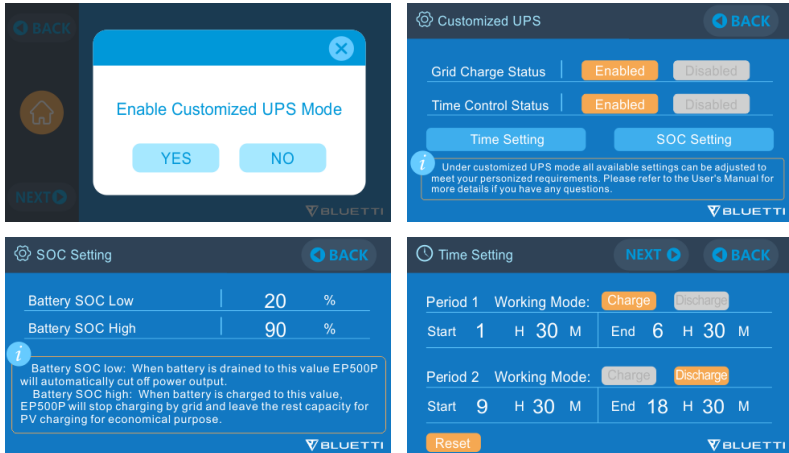 BACK
Enable Customized UPS Mode
YES NO
NEXT
BLUETTI
Customized UPS BACK
Grid Charge Status Enabled Disabled
Time Control Status Enabled Disabled
Time Setting SOC Setting
i
Under customized UPS mode all available settings can be adjusted to
meet your personized requirements. Please refer to the User's Manual for
more details if you have any questions.
BLUETTI
SOC Setting BACK
Battery SOC Low 20 %
Battery SOC High 90 %
i
Battery SOC low: When battery is drained to this value EP500P
will automatically cut off power output.
Battery SOC high: When battery is charged to this value,
EP500P will stop charging by grid and leave the rest capacity for
PV charging for economical purpose.
BLUETTI
Time Setting NEXT BACK
Period 1 Working Mode: Charge Discharge
Start 1 H 30 M End 6 H 30 M
Period 2 Working Mode: Charge Discharge
Start 9 H 30 M End 18 H 30 M
Reset
BLUETTI